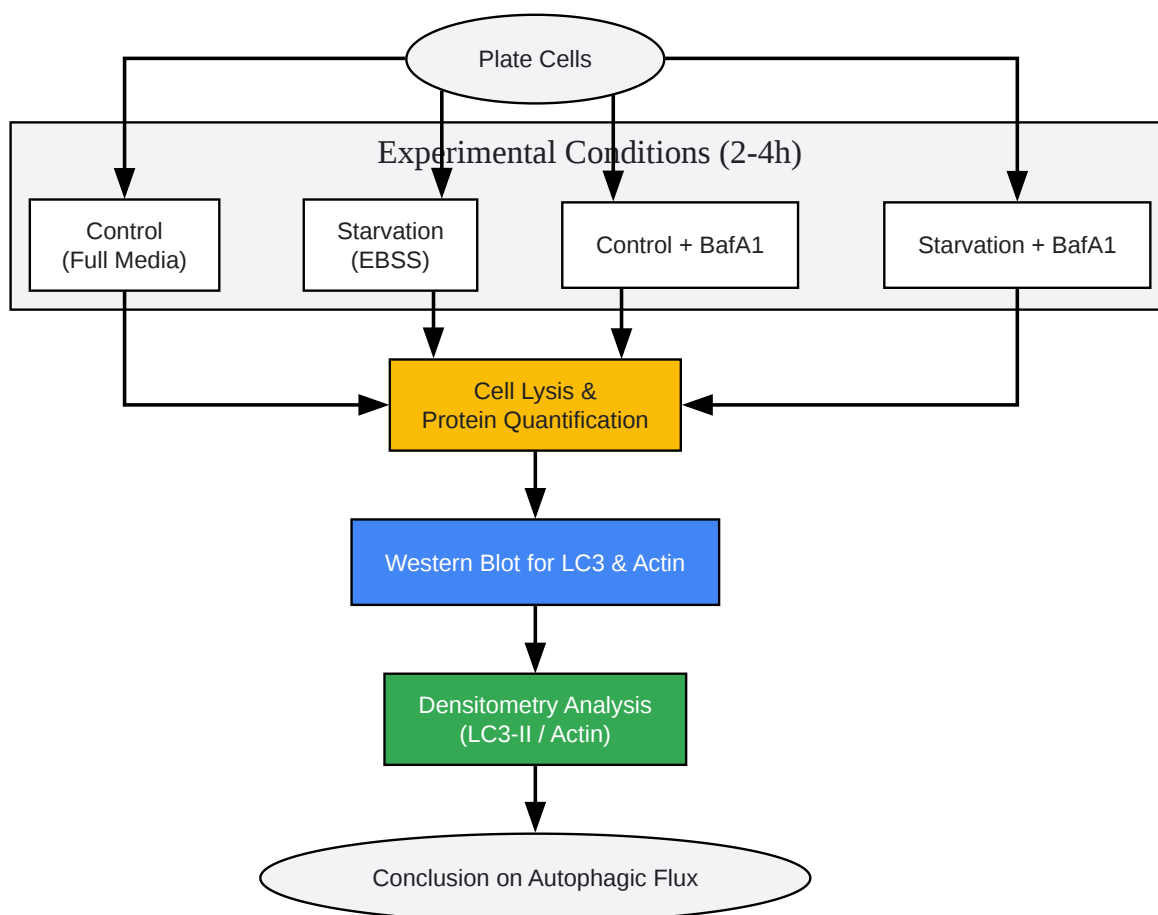 Plate Cells
Experimental Conditions (2-4h)
Control
(Full Media)
Starvation
(EBSS)
Control + BafA1
Starvation + BafA1
Cell Lysis &
Protein Quantification
Western Blot for LC3 & Actin
Densitometry Analysis
(LC3-II / Actin)
Conclusion on Autophagic Flux